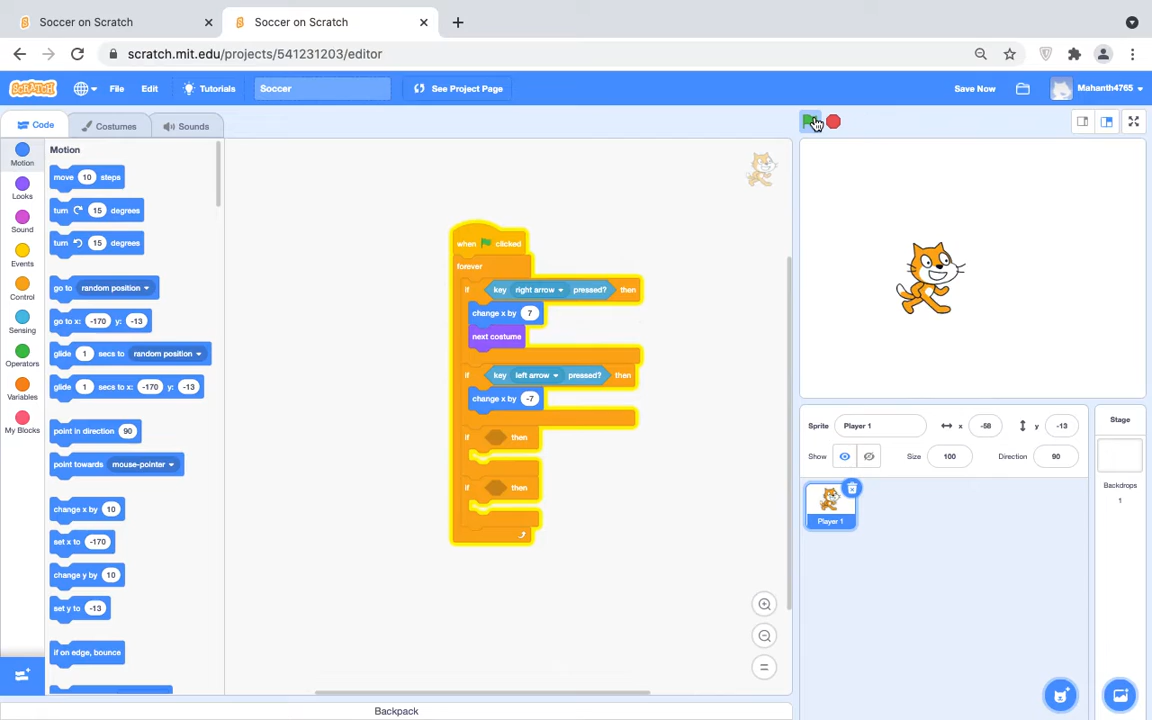 Soccer on Scratch
Soccer on Scratch
scratch.mit.edu/projects/541231203/editor
SCRATCH
File
Edit
Tutorials
Soccer
See Project Page
Save Now
Mahanth4765
Code
Costumes
Sounds
Motion
Looks
Sound
Events
Control
Sensing
Operators
Variables
My Blocks
Motion
move 10 steps
turn 15 degrees
turn 15 degrees
go to random position
go to x: -170 y: -13
glide 1 secs to random position
glide 1 secs to x: -170 y: -13
point in direction 90
point towards mouse-pointer
change x by 10
set x to -170
change y by 10
set y to -13
if on edge, bounce
when clicked
forever
if key right arrow pressed? then
change x by 7
next costume
if key left arrow pressed? then
change x by -7
if then
if then
Sprite Player 1 x -58 y -13
Show Size 100 Direction 90
Player 1
Stage
Backdrops
1
Backpack